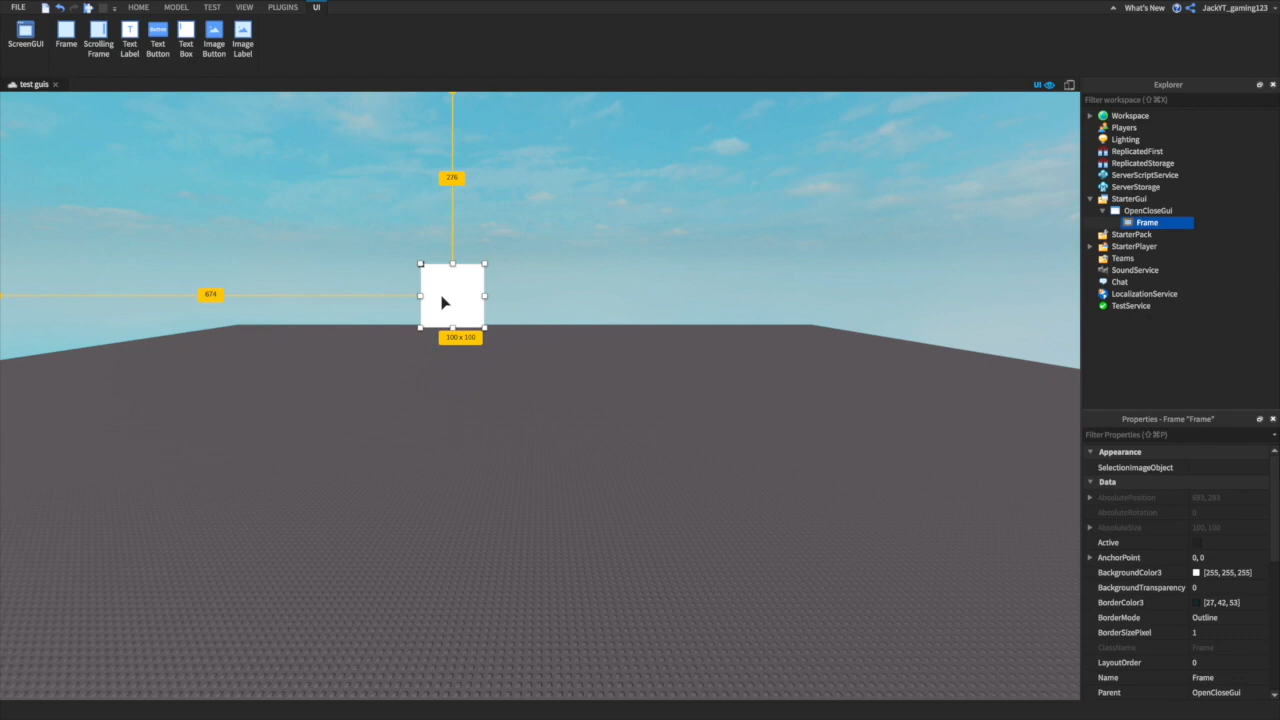 FILE HOME MODEL TEST VIEW PLUGINS UI What's New JackYT_gaming123
ScreenGUI Frame Scrolling Frame Text Label Button Text Button Text Box Image Button Image Label
test guis UI
276
674
100 x 100
Explorer
Filter workspace (⇧⌘X)
Workspace
Players
Lighting
ReplicatedFirst
ReplicatedStorage
ServerScriptService
ServerStorage
StarterGui
OpenCloseGui
Frame
StarterPack
StarterPlayer
Teams
SoundService
Chat
LocalizationService
TestService
Properties - Frame "Frame"
Filter Properties (⇧⌘P)
Appearance
SelectionImageObject
Data
AbsolutePosition
AbsoluteRotation 0
AbsoluteSize 100, 100
Active
AnchorPoint 0, 0
BackgroundColor3 [255, 255, 255]
BackgroundTransparency 0
BorderColor3 [27, 42, 53]
BorderMode Outline
BorderSizePixel 1
ClassName Frame
LayoutOrder 0
Name Frame
Parent OpenCloseGui